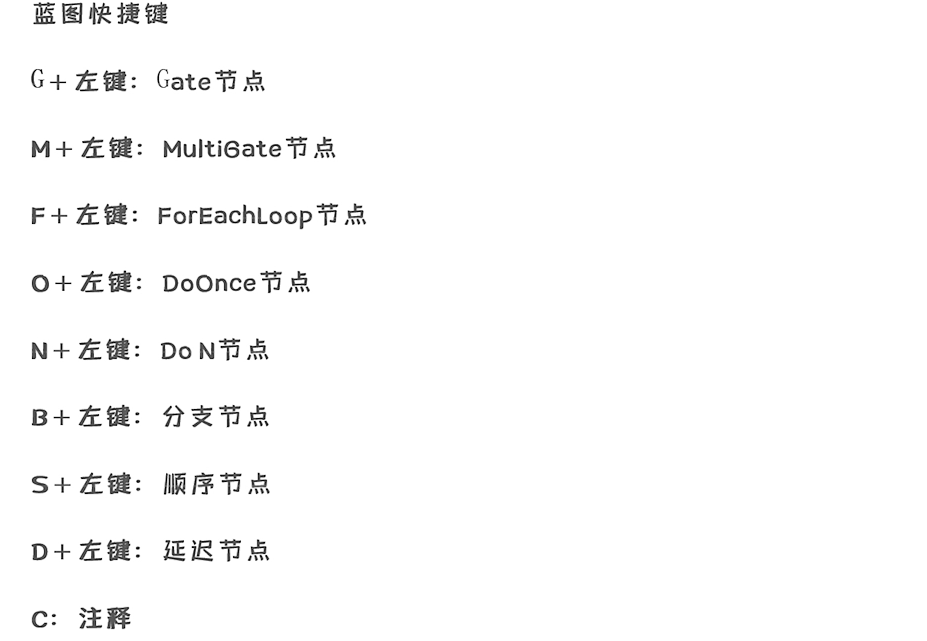 蓝图快捷键
G+左键：Gate节点
M+左键：MultiGate节点
F+左键：ForEachLoop节点
O+左键：DoOnce节点
N+左键：Do N节点
B+左键：分支节点
S+左键：顺序节点
D+左键：延迟节点
C：注释